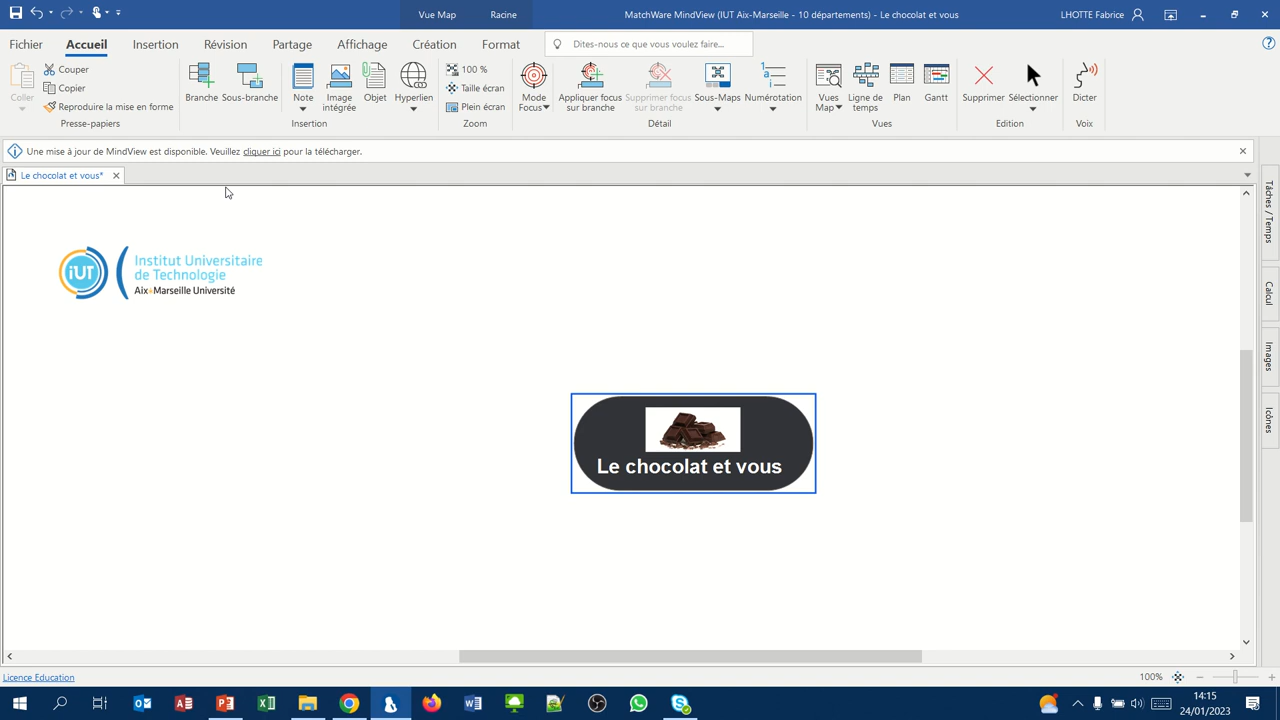 Vue Map
Racine
MatchWare MindView (IUT Aix-Marseille - 10 départements) - Le chocolat et vous
LHOTTE Fabrice
Fichier
Accueil
Insertion
Révision
Partage
Affichage
Création
Format
Dites-nous ce que vous voulez faire...
Coller
Couper
Copier
Reproduire la mise en forme
Presse-papiers
Branche
Sous-branche
Note
Image
intégrée
Objet
Hyperlien
Insertion
100 %
Taille écran
Plein écran
Zoom
Mode
Focus
Appliquer focus
sur branche
Supprimer focus
sur branche
Sous-Maps
Numérotation
Détail
Vues
Map
Ligne de
temps
Plan
Gantt
Vues
Supprimer
Sélectionner
Edition
Dicter
Voix
Une mise à jour de MindView est disponible. Veuillez cliquer ici pour la télécharger.
Le chocolat et vous*
iUT
Institut Universitaire
de Technologie
Aix*Marseille Université
Le chocolat et vous
Tâches / Temps
Calcul
Images
Icônes
Licence Education
100%
14:15
24/01/2023